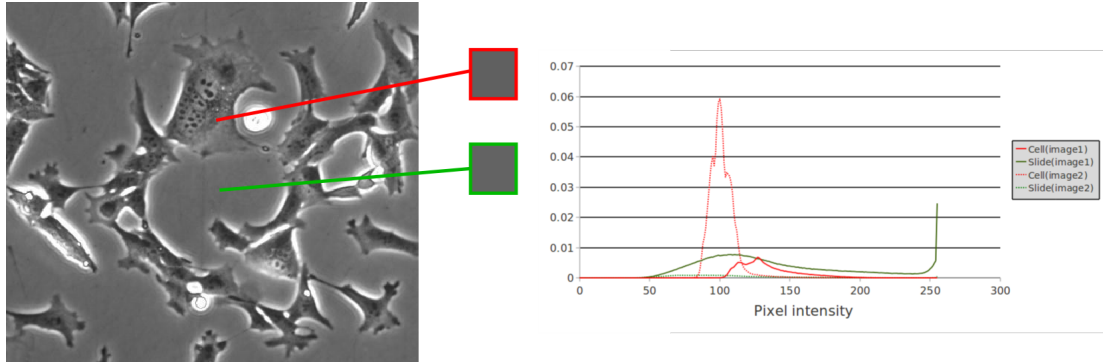 0.07
0.06
0.05
0.04
0.03
0.02
0.01
0
0 50 100 150 200 250 300
Pixel intensity
Cell(image1)
Slide(image1)
Cell(image2)
Slide(image2)